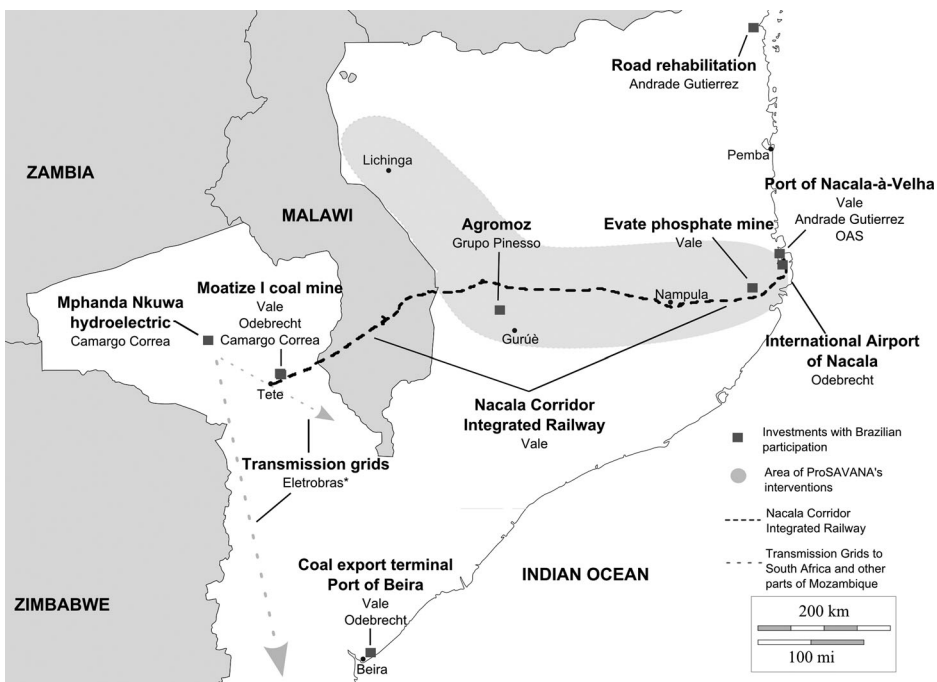 Road rehabilitation
Andrade Gutierrez
Pemba
Port of Nacala-à-Velha
Vale
Andrade Gutierrez
OAS
Lichinga
ZAMBIA
MALAWI
Agromoz
Grupo Pinesso
Evate phosphate mine
Vale
Mphanda Nkuwa
hydroelectric
Camargo Correa
Moatize I coal mine
Vale
Odebrecht
Camargo Correa
Nampula
Gurúè
International Airport
of Nacala
Odebrecht
Tete
Nacala Corridor
Integrated Railway
Vale
Transmission grids
Eletrobras*
Coal export terminal
Port of Beira
Vale
Odebrecht
Beira
INDIAN OCEAN
ZIMBABWE
Investments with Brazilian
participation
Area of ProSAVANA's
interventions
Nacala Corridor
Integrated Railway
Transmission Grids to
South Africa and other
parts of Mozambique
200 km
100 mi